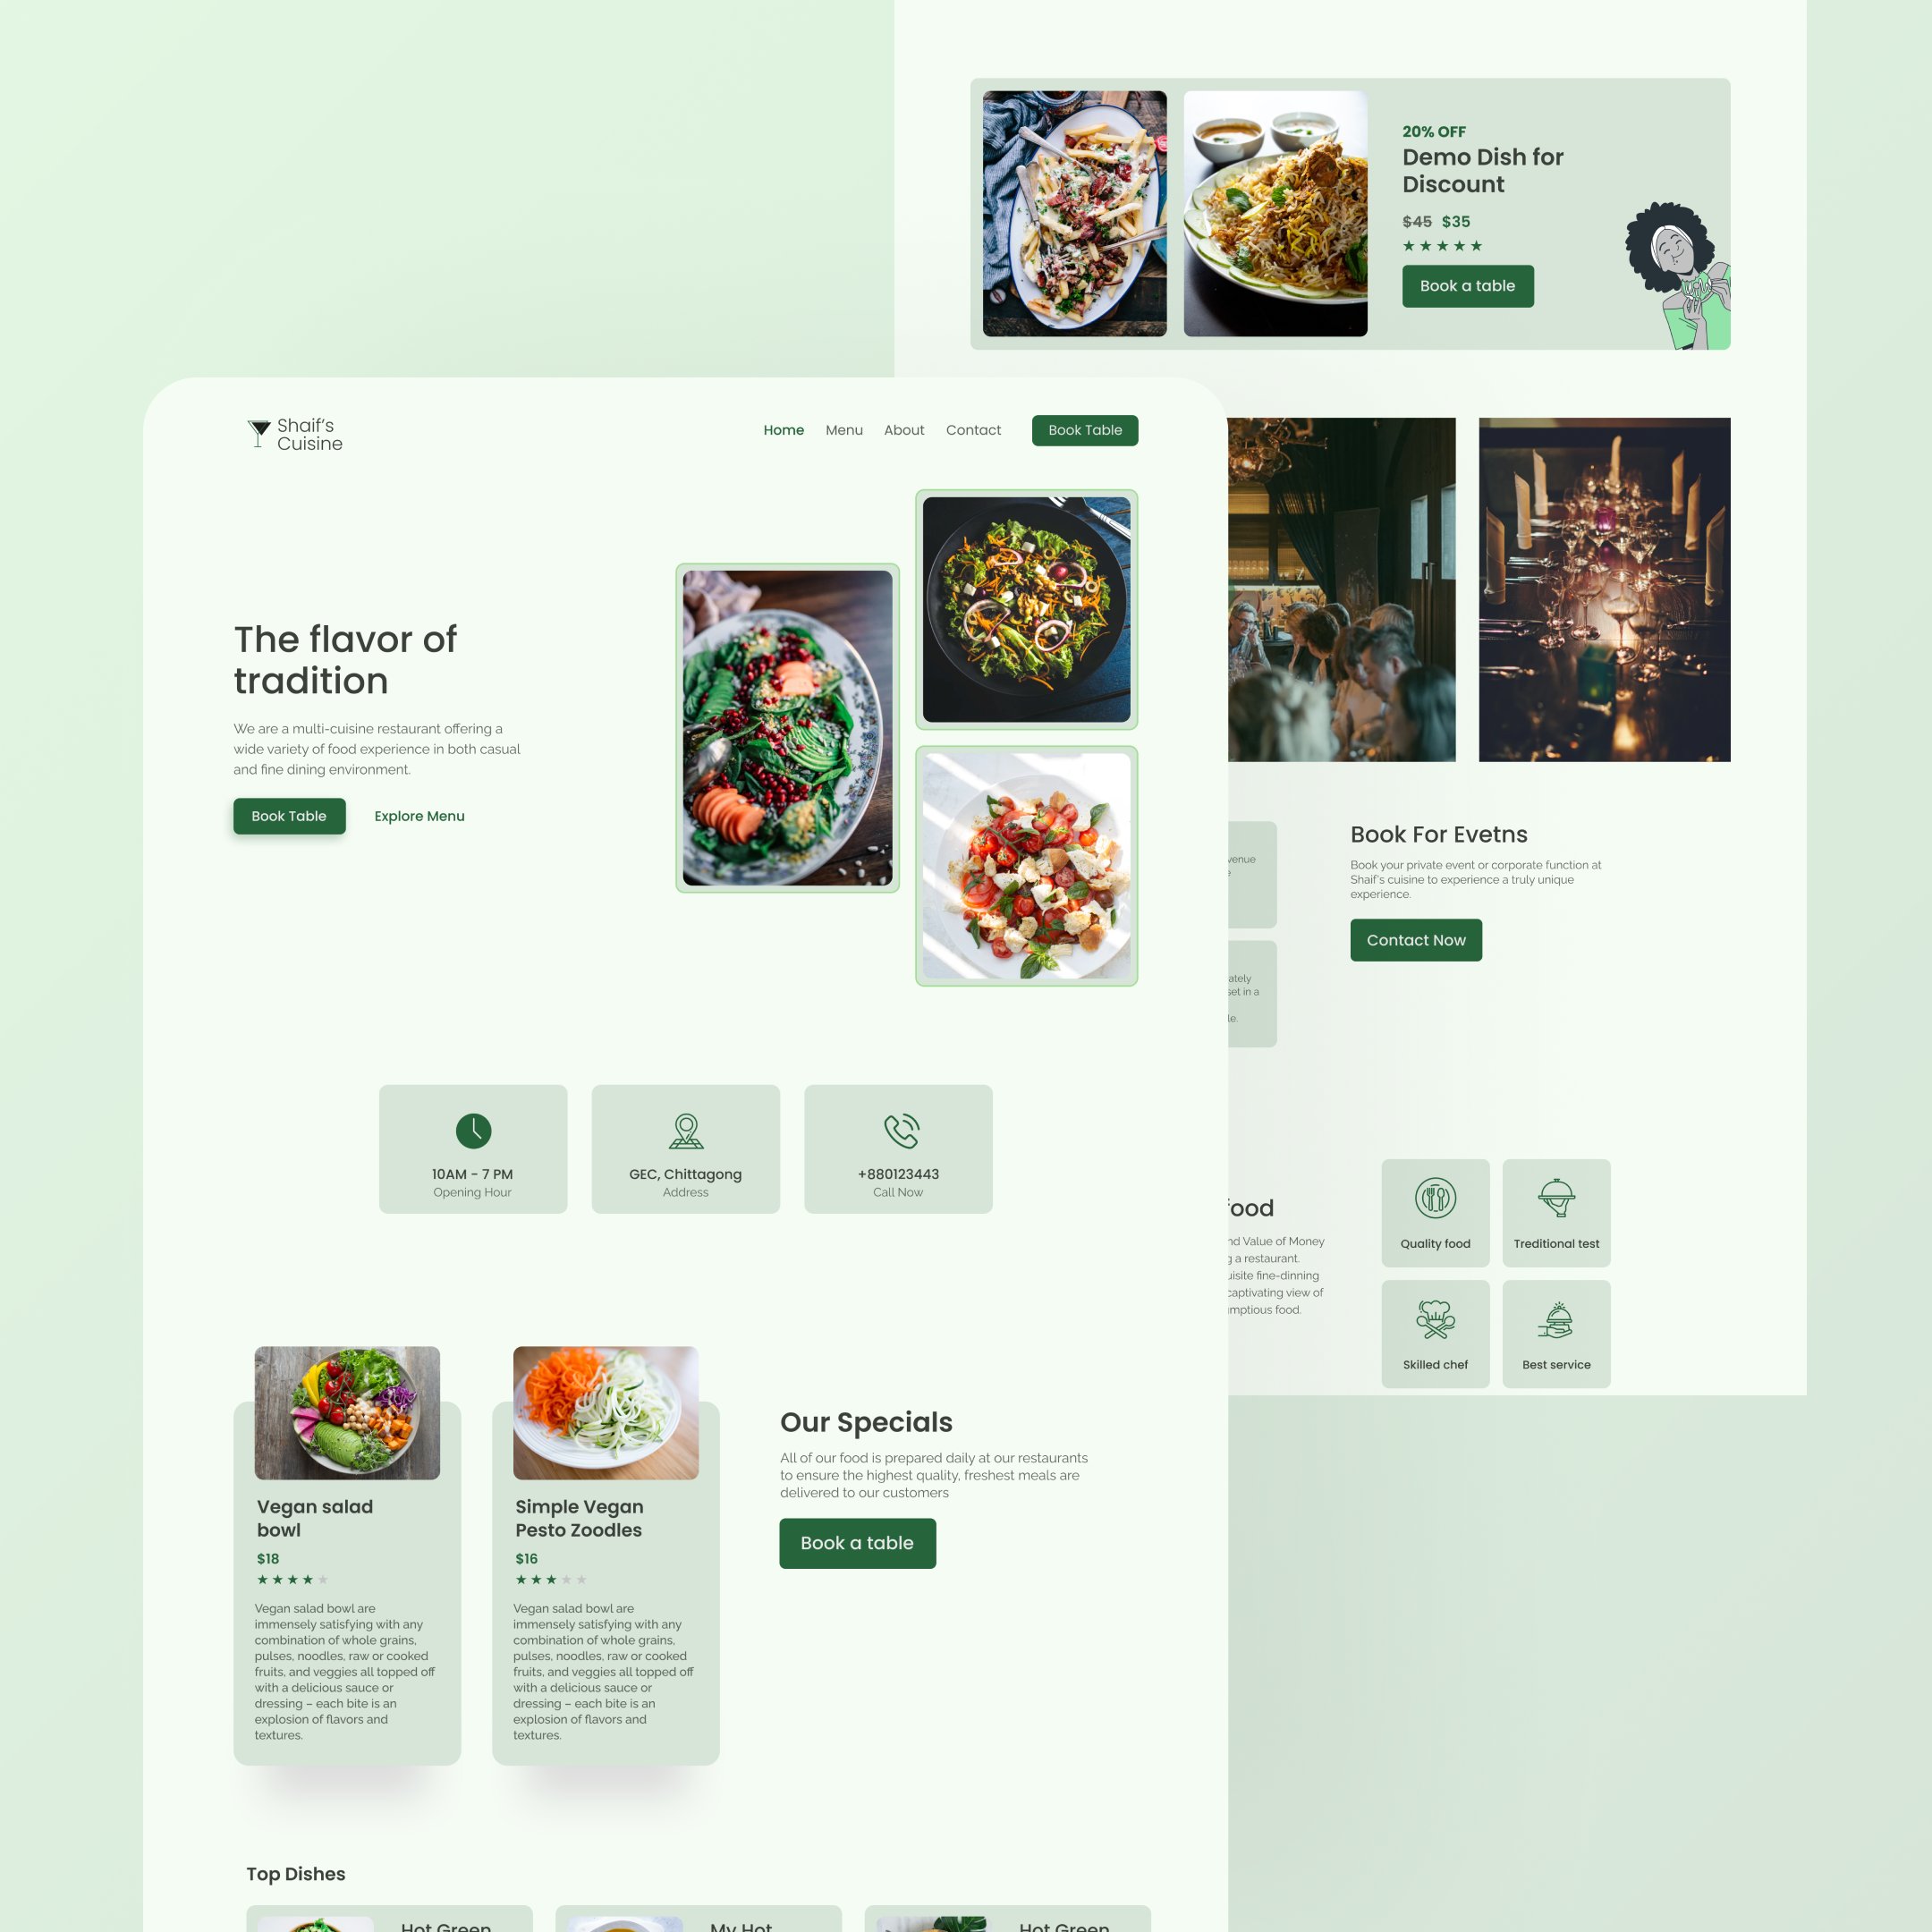 20% OFF
Demo Dish for
Discount
$45 $35
Book a table
Shaif's
Cuisine
Home Menu About Contact Book Table
The flavor of
tradition
We are a multi-cuisine restaurant offering a
wide variety of food experience in both casual
and fine dining environment.
Book Table Explore Menu
10AM - 7 PM
Opening Hour
GEC, Chittagong
Address
+880123443
Call Now
venue
Book For Evetns
Book your private event or corporate function at
Shaif's cuisine to experience a truly unique
experience.
Contact Now
ately
set in a
le.
food
nd Value of Money
g a restaurant.
uisite fine-dinning
captivating view of
umptious food.
Quality food
Treditional test
Skilled chef
Best service
Vegan salad
bowl
$18
Vegan salad bowl are
immensely satisfying with any
combination of whole grains,
pulses, noodles, raw or cooked
fruits, and veggies all topped off
with a delicious sauce or
dressing – each bite is an
explosion of flavors and
textures.
Simple Vegan
Pesto Zoodles
$16
Vegan salad bowl are
immensely satisfying with any
combination of whole grains,
pulses, noodles, raw or cooked
fruits, and veggies all topped off
with a delicious sauce or
dressing – each bite is an
explosion of flavors and
textures.
Our Specials
All of our food is prepared daily at our restaurants
to ensure the highest quality, freshest meals are
delivered to our customers
Book a table
Top Dishes
Hot Green
My Hot
Hot Green